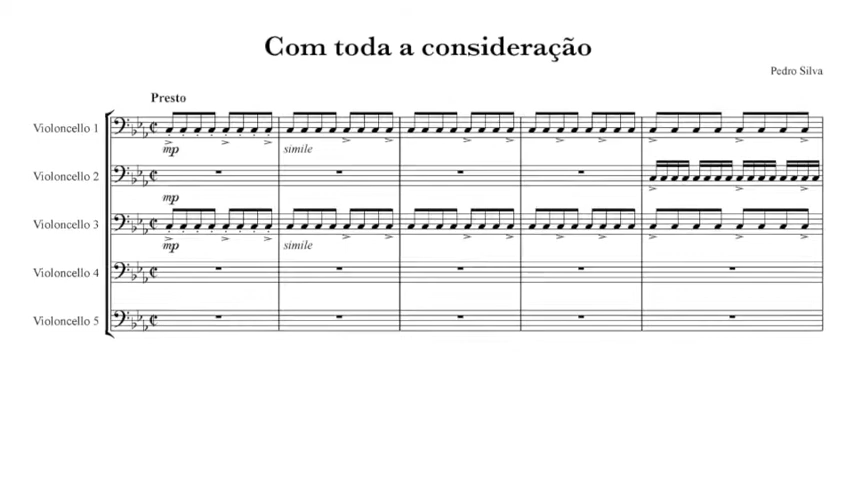 Com toda a consideração
Pedro Silva
Presto
Violoncello 1
mp
simile
Violoncello 2
mp
Violoncello 3
mp
simile
Violoncello 4
Violoncello 5